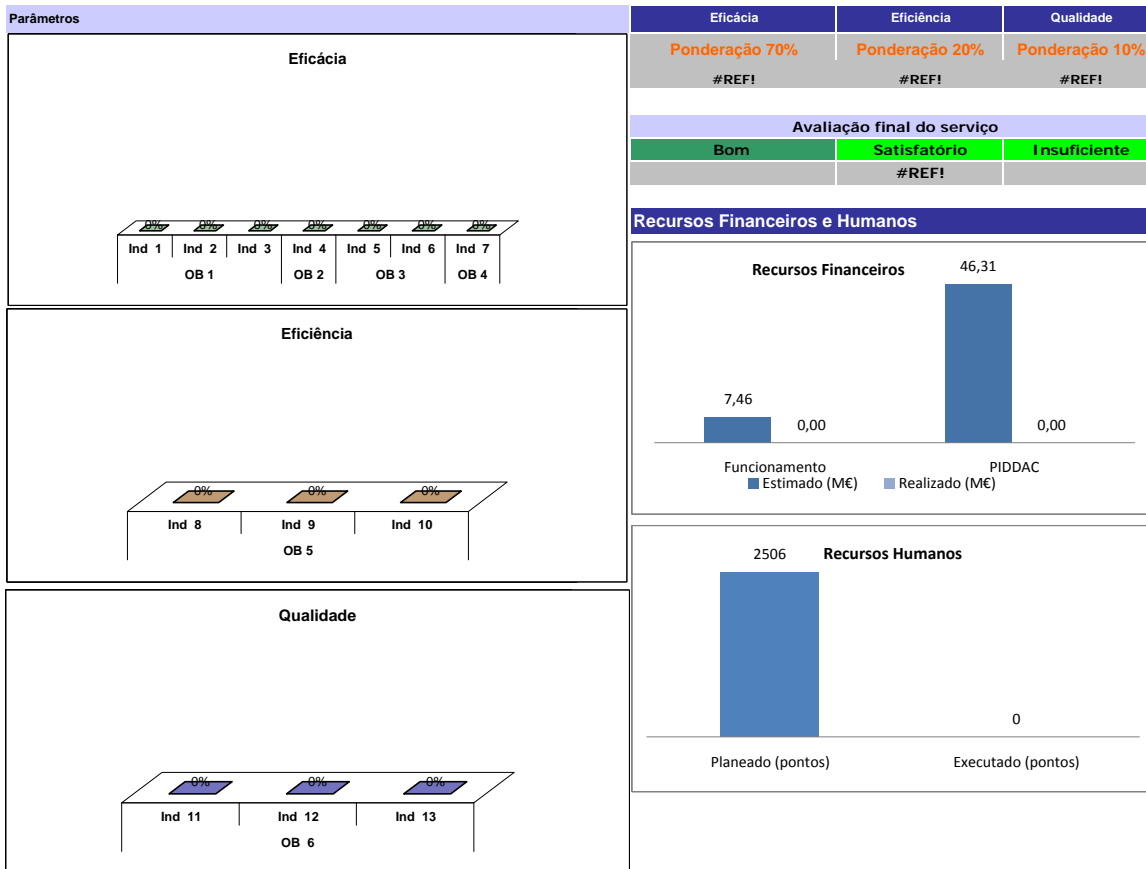 Parâmetros
Eficácia
0% 0% 0% 0% 0% 0% 0%
Ind 1 Ind 2 Ind 3 Ind 4 Ind 5 Ind 6 Ind 7
OB 1 OB 2 OB 3 OB 4
Eficiência
0% 0% 0%
Ind 8 Ind 9 Ind 10
OB 5
Qualidade
0% 0% 0%
Ind 11 Ind 12 Ind 13
OB 6
Eficácia Eficiência Qualidade
Ponderação 70% Ponderação 20% Ponderação 10%
#REF! #REF! #REF!
Avaliação final do serviço
Bom Satisfatório Insuficiente
#REF!
Recursos Financeiros e Humanos
Recursos Financeiros
46,31
7,46
0,00 0,00
Funcionamento PIDDAC
Estimado (M€) Realizado (M€)
2506 Recursos Humanos
0
Planeado (pontos) Executado (pontos)